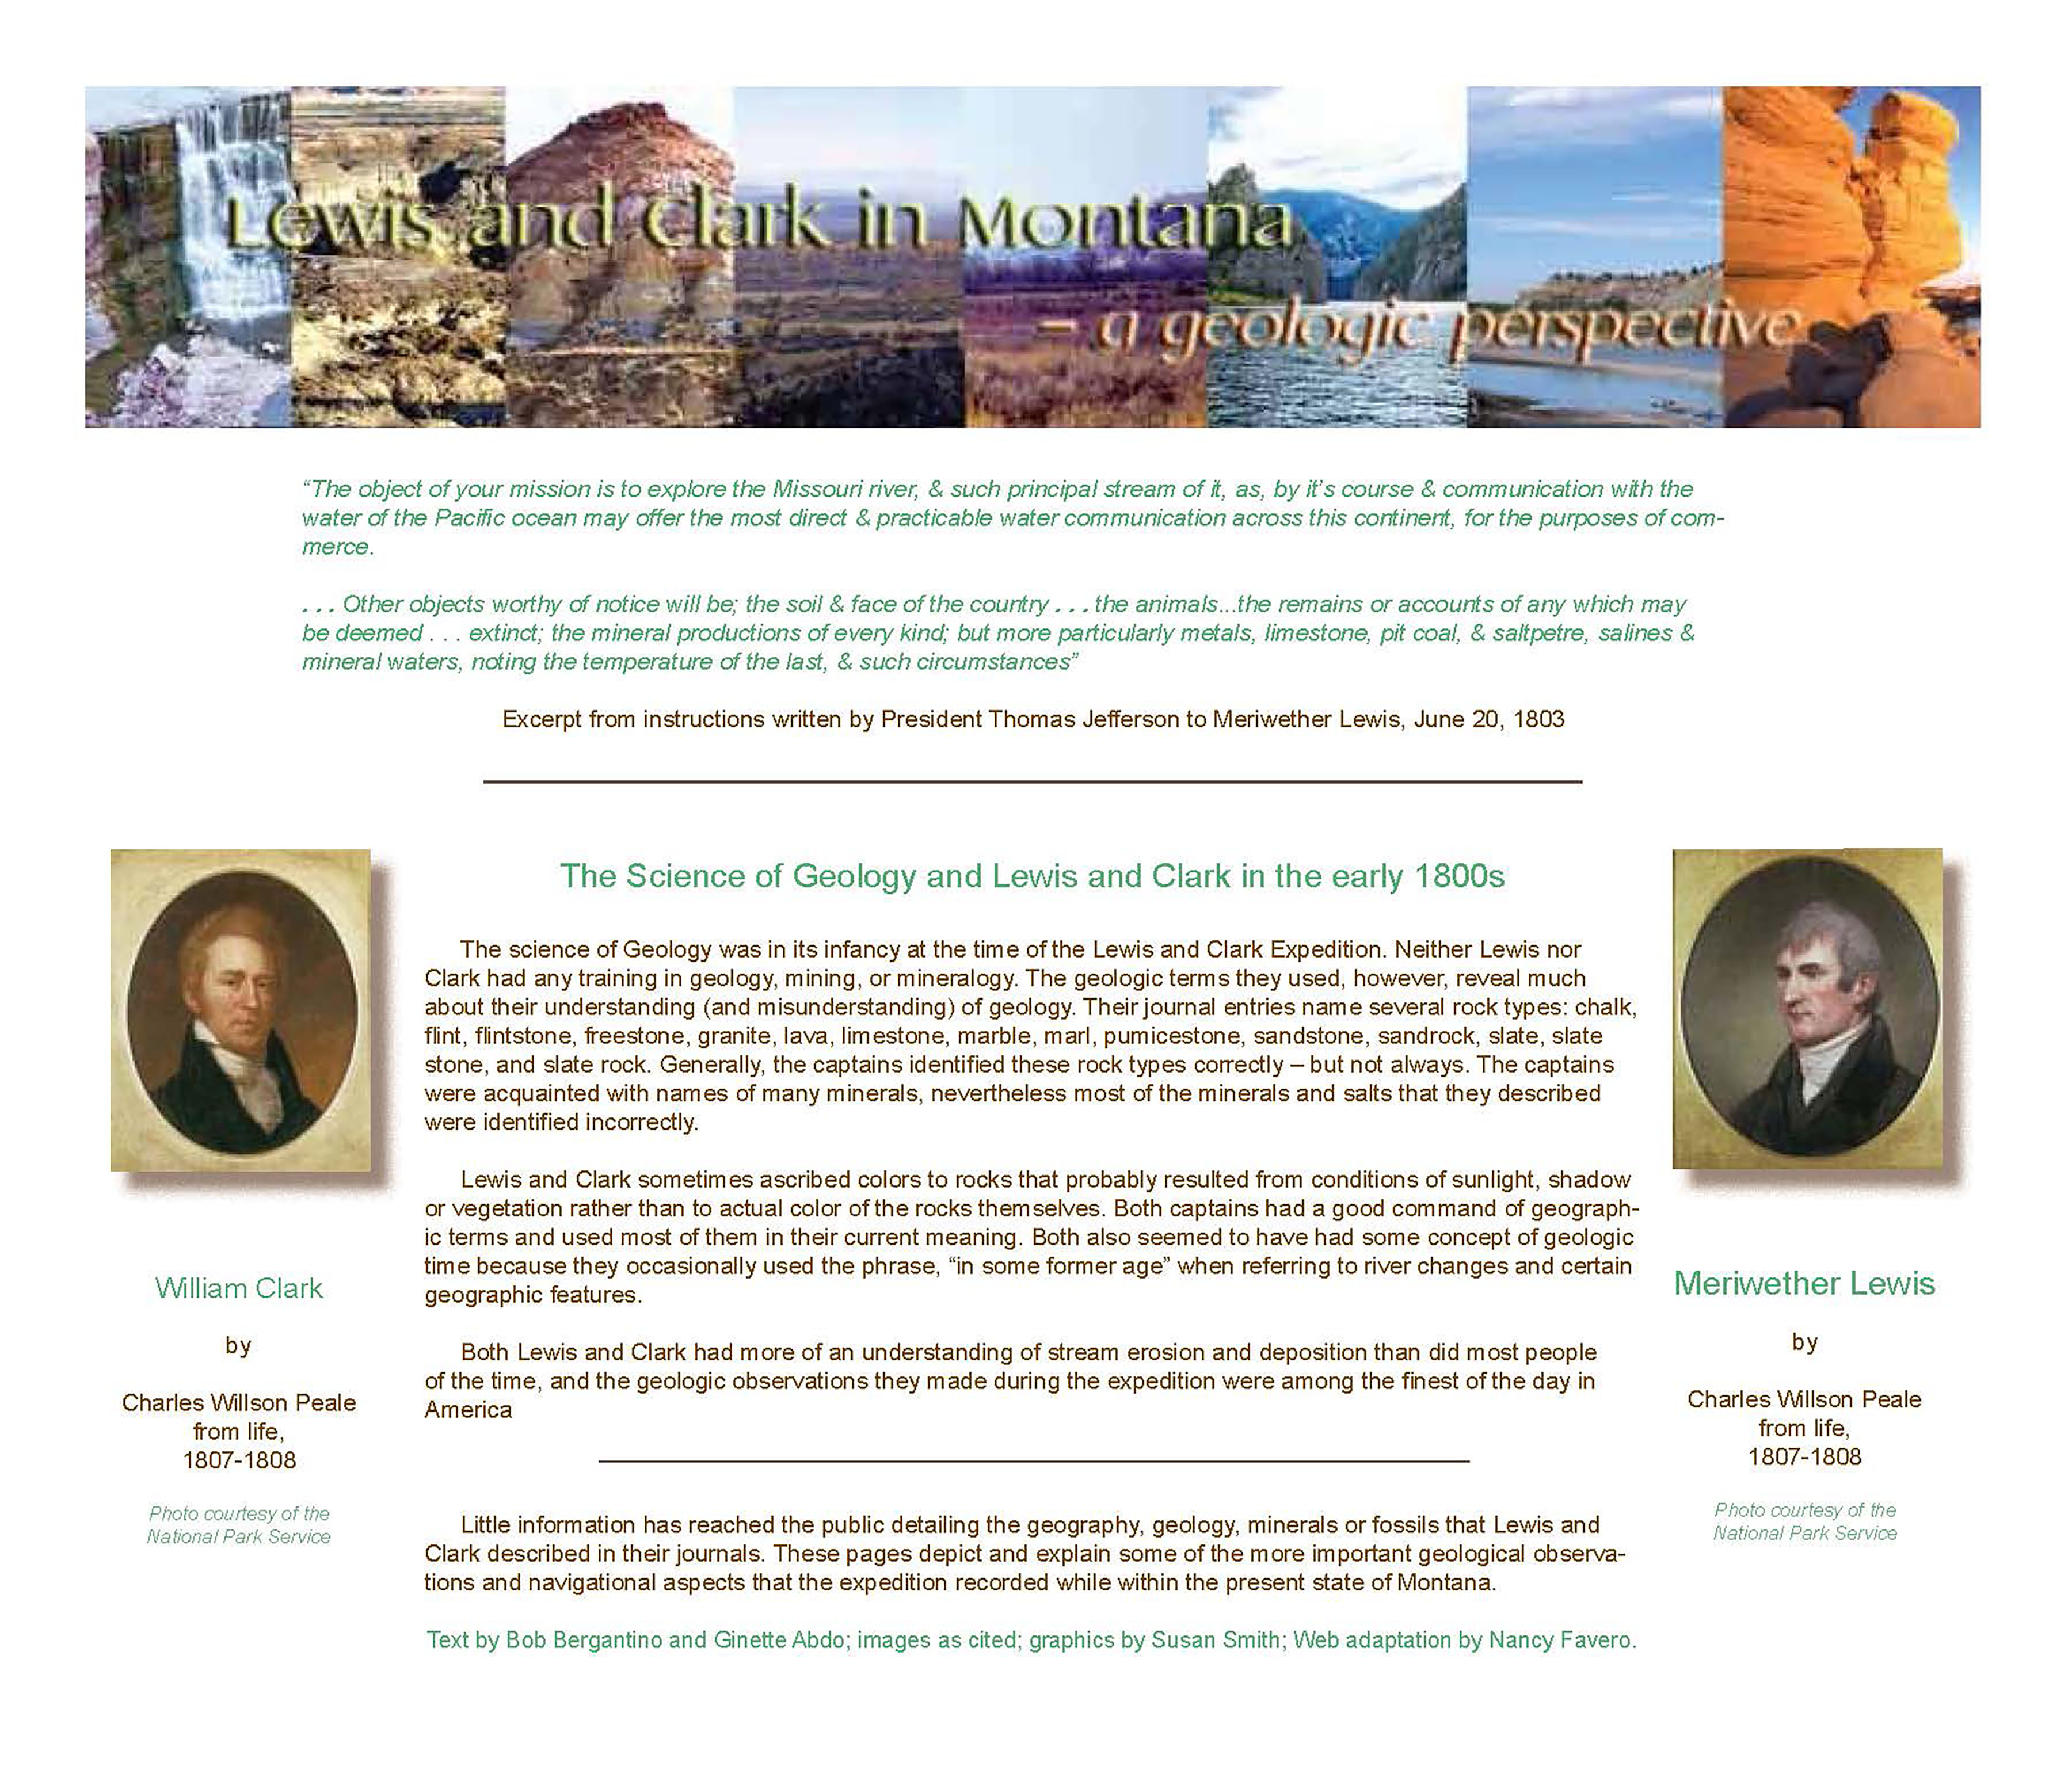 Lewis and Clark in Montana
– a geologic perspective
“The object of your mission is to explore the Missouri river, & such principal stream of it, as, by it’s course & communication with the
water of the Pacific ocean may offer the most direct & practicable water communication across this continent, for the purposes of com-
merce.
. . . Other objects worthy of notice will be; the soil & face of the country . . . the animals...the remains or accounts of any which may
be deemed . . . extinct; the mineral productions of every kind; but more particularly metals, limestone, pit coal, & saltpetre, salines &
mineral waters, noting the temperature of the last, & such circumstances”
Excerpt from instructions written by President Thomas Jefferson to Meriwether Lewis, June 20, 1803
The Science of Geology and Lewis and Clark in the early 1800s
The science of Geology was in its infancy at the time of the Lewis and Clark Expedition. Neither Lewis nor
Clark had any training in geology, mining, or mineralogy. The geologic terms they used, however, reveal much
about their understanding (and misunderstanding) of geology. Their journal entries name several rock types: chalk,
flint, flintstone, freestone, granite, lava, limestone, marble, marl, pumicestone, sandstone, sandrock, slate, slate
stone, and slate rock. Generally, the captains identified these rock types correctly – but not always. The captains
were acquainted with names of many minerals, nevertheless most of the minerals and salts that they described
were identified incorrectly.
Lewis and Clark sometimes ascribed colors to rocks that probably resulted from conditions of sunlight, shadow
or vegetation rather than to actual color of the rocks themselves. Both captains had a good command of geograph-
ic terms and used most of them in their current meaning. Both also seemed to have had some concept of geologic
time because they occasionally used the phrase, “in some former age” when referring to river changes and certain
geographic features.
Both Lewis and Clark had more of an understanding of stream erosion and deposition than did most people
of the time, and the geologic observations they made during the expedition were among the finest of the day in
America
Little information has reached the public detailing the geography, geology, minerals or fossils that Lewis and
Clark described in their journals. These pages depict and explain some of the more important geological observa-
tions and navigational aspects that the expedition recorded while within the present state of Montana.
Text by Bob Bergantino and Ginette Abdo; images as cited; graphics by Susan Smith; Web adaptation by Nancy Favero.
William Clark
by
Charles Willson Peale
from life,
1807-1808
Photo courtesy of the
National Park Service
Meriwether Lewis
by
Charles Willson Peale
from life,
1807-1808
Photo courtesy of the
National Park Service